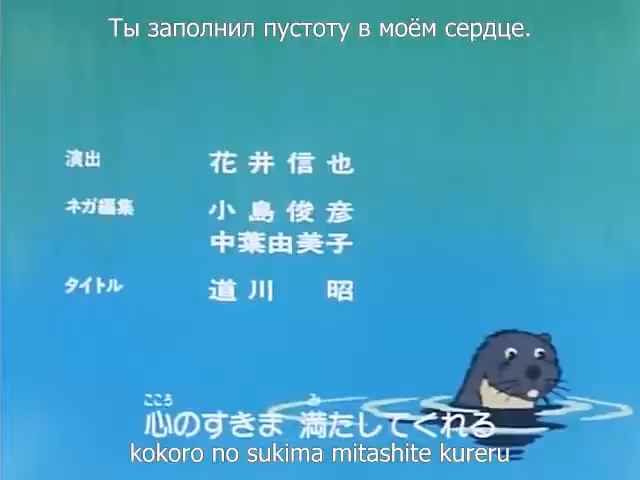 Ты заполнил пустоту в моём сердце.
演出 花井信也
ネガ編集 小島俊彦
中葉由美子
タイトル 道川 昭
こころ み
心のすきま 満たしてくれる
kokoro no sukima mitashite kureru